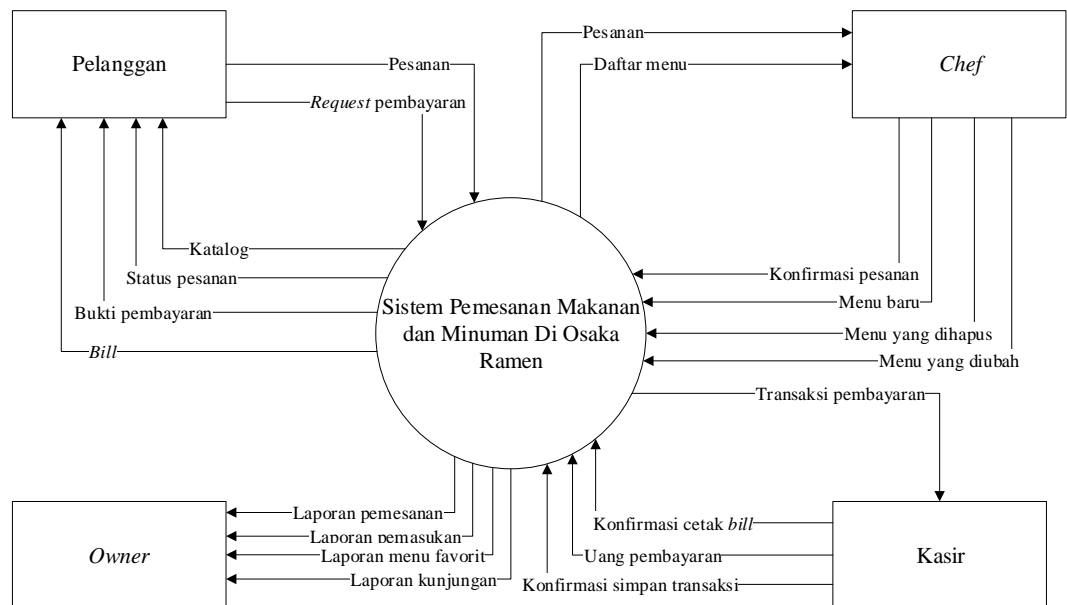 Pesanan
Pelanggan
Pesanan
Daftar menu
Chef
Request pembayaran
Katalog
Status pesanan
Bukti pembayaran
Bill
Sistem Pemesanan Makanan
dan Minuman Di Osaka
Ramen
Konfirmasi pesanan
Menu baru
Menu yang dihapus
Menu yang diubah
Transaksi pembayaran
Laporan pemesanan
Laporan pemasukan
Laporan menu favorit
Laporan kunjungan
Owner
Konfirmasi cetak bill
Uang pembayaran
Konfirmasi simpan transaksi
Kasir